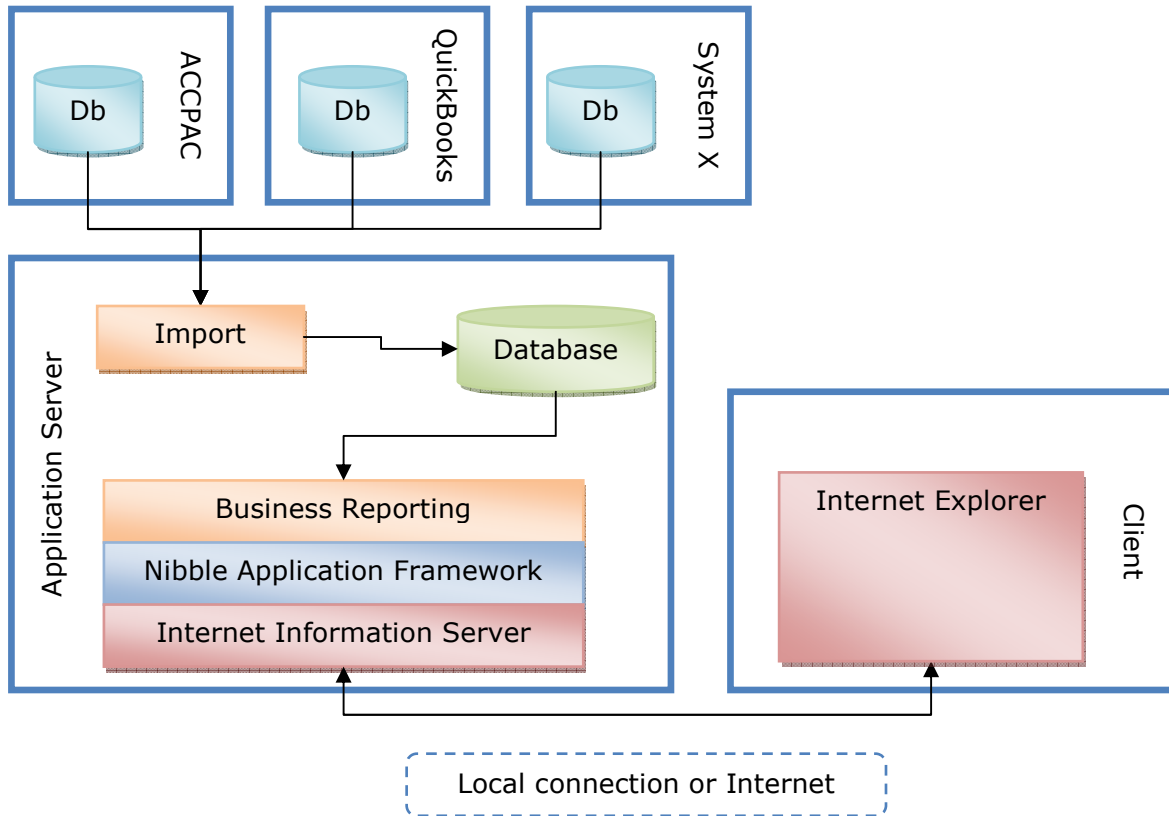 Db
ACCPAC
Db
QuickBooks
Db
System X
Application Server
Import
Database
Business Reporting
Nibble Application Framework
Internet Information Server
Internet Explorer
Client
Local connection or Internet